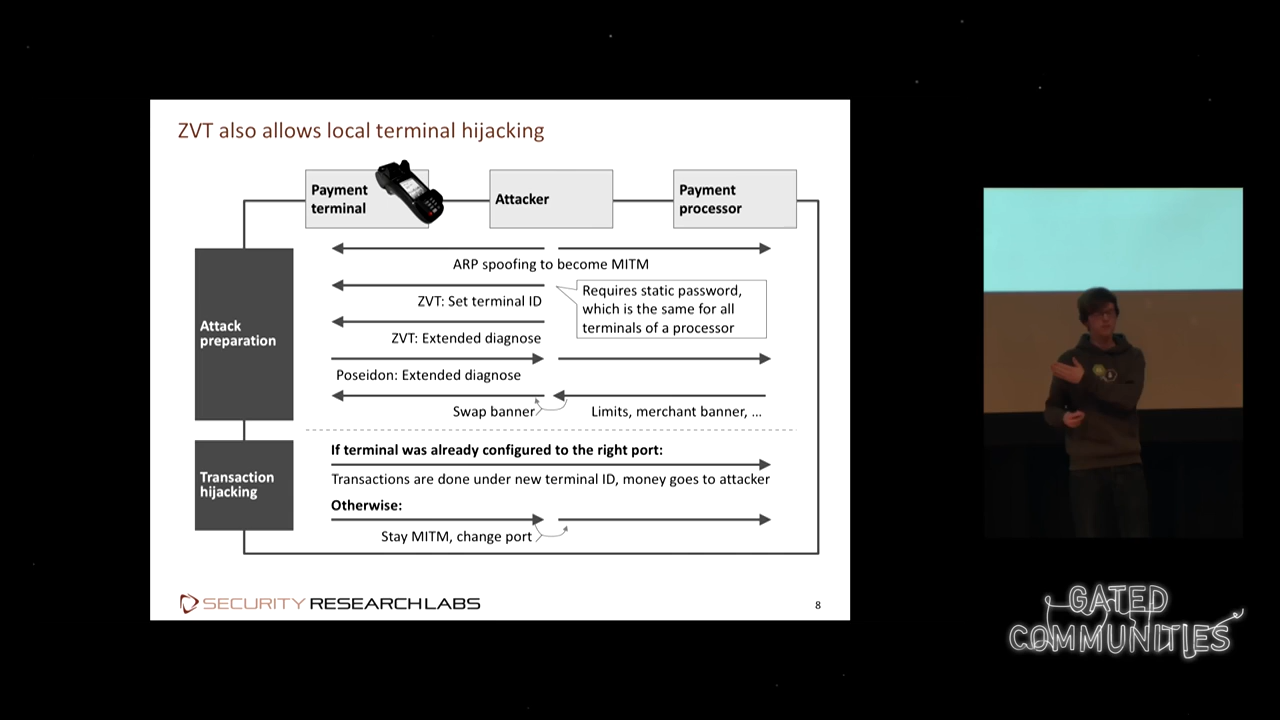 ZVT also allows local terminal hijacking
Payment
terminal
Attacker
Payment
processor
ARP spoofing to become MITM
Requires static password,
which is the same for all
terminals of a processor
ZVT: Set terminal ID
ZVT: Extended diagnose
Attack
preparation
Poseidon: Extended diagnose
Swap banner
Limits, merchant banner, ...
If terminal was already configured to the right port:
Transaction
hijacking
Transactions are done under new terminal ID, money goes to attacker
Otherwise:
Stay MITM, change port
SECURITY RESEARCH LABS
8
GATED
COMMUNITIES